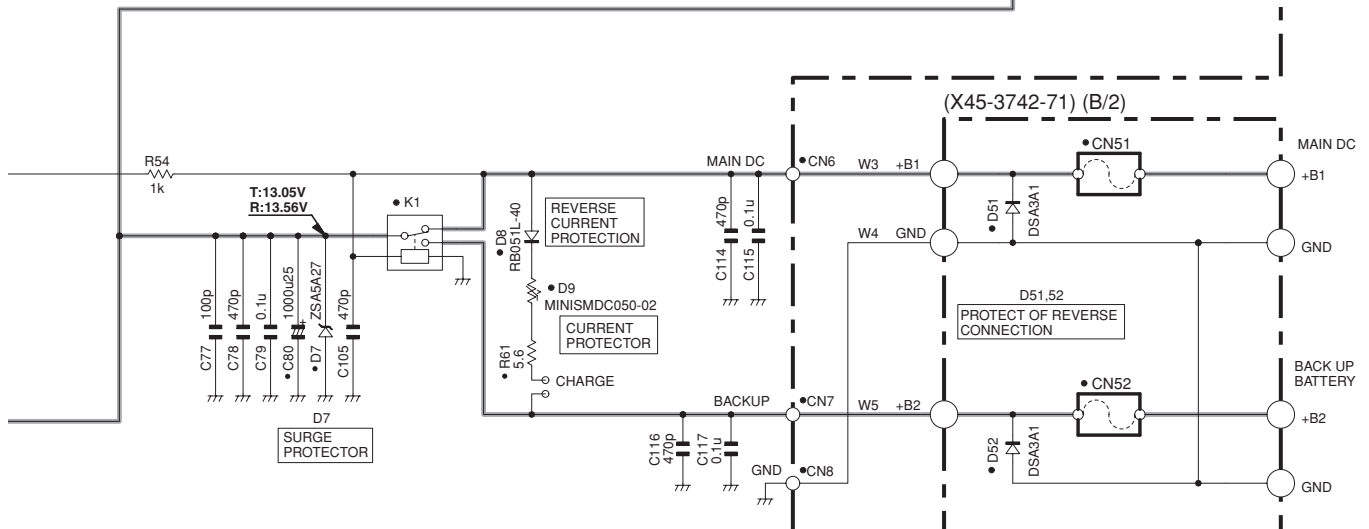 (X45-3742-71) (B/2)
●CN51
MAIN DC
+B1
R54
1k
MAIN DC
●CN6
W3 +B1
T:13.05V
R:13.56V
●K1
●D8
RB051L-40
REVERSE
CURRENT
PROTECTION
470p
C114
0.1u
C115
W4 GND
●D51
DSA3A1
GND
100p
C77
470p
C78
0.1u
C79
1000u25
+
●C80
ZSA5A27
●D7
470p
C105
●D9
MINISMDC050-02
CURRENT
PROTECTOR
●R61
5.6
CHARGE
D51,52
PROTECT OF REVERSE
CONNECTION
D7
SURGE
PROTECTOR
BACKUP
●CN7
W5 +B2
●CN52
BACK UP
BATTERY
+B2
C116
470p
C117
0.1u
GND
●CN8
●D52
DSA3A1
GND